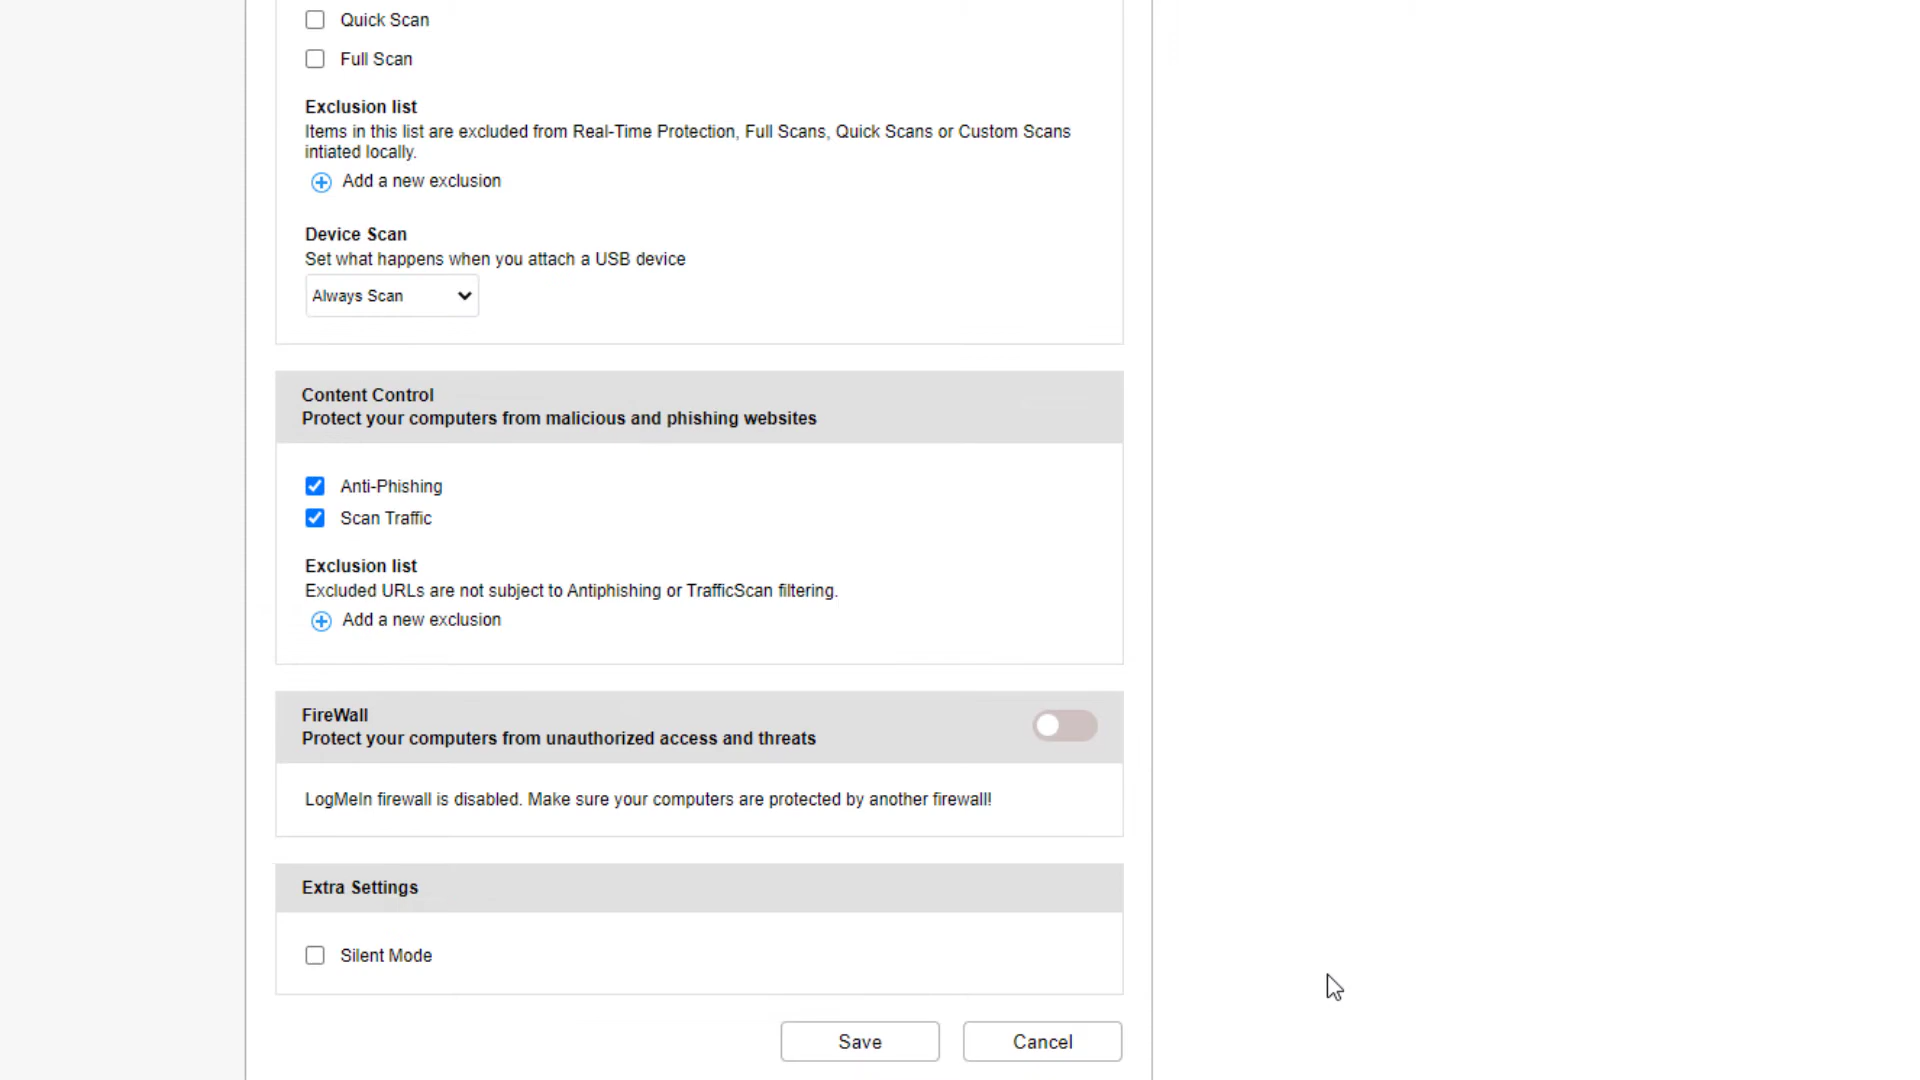 Quick Scan
Full Scan
Exclusion list
Items in this list are excluded from Real-Time Protection, Full Scans, Quick Scans or Custom Scans
intiated locally.
Add a new exclusion
Device Scan
Set what happens when you attach a USB device
Always Scan
Content Control
Protect your computers from malicious and phishing websites
Anti-Phishing
Scan Traffic
Exclusion list
Excluded URLs are not subject to Antiphishing or TrafficScan filtering.
Add a new exclusion
FireWall
Protect your computers from unauthorized access and threats
LogMeIn firewall is disabled. Make sure your computers are protected by another firewall!
Extra Settings
Silent Mode
Save Cancel